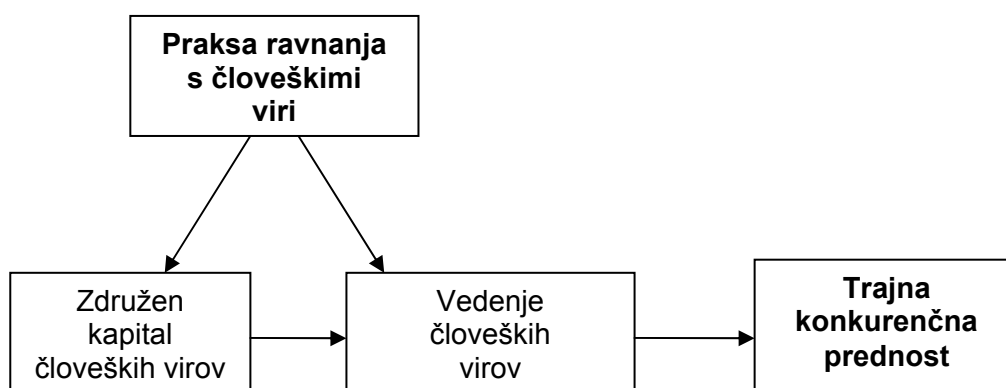 Praksa ravnanja
s človeškimi
viri
Združen
kapital
človeških virov
Vedenje
človeških
virov
Trajna
konkurenčna
prednost